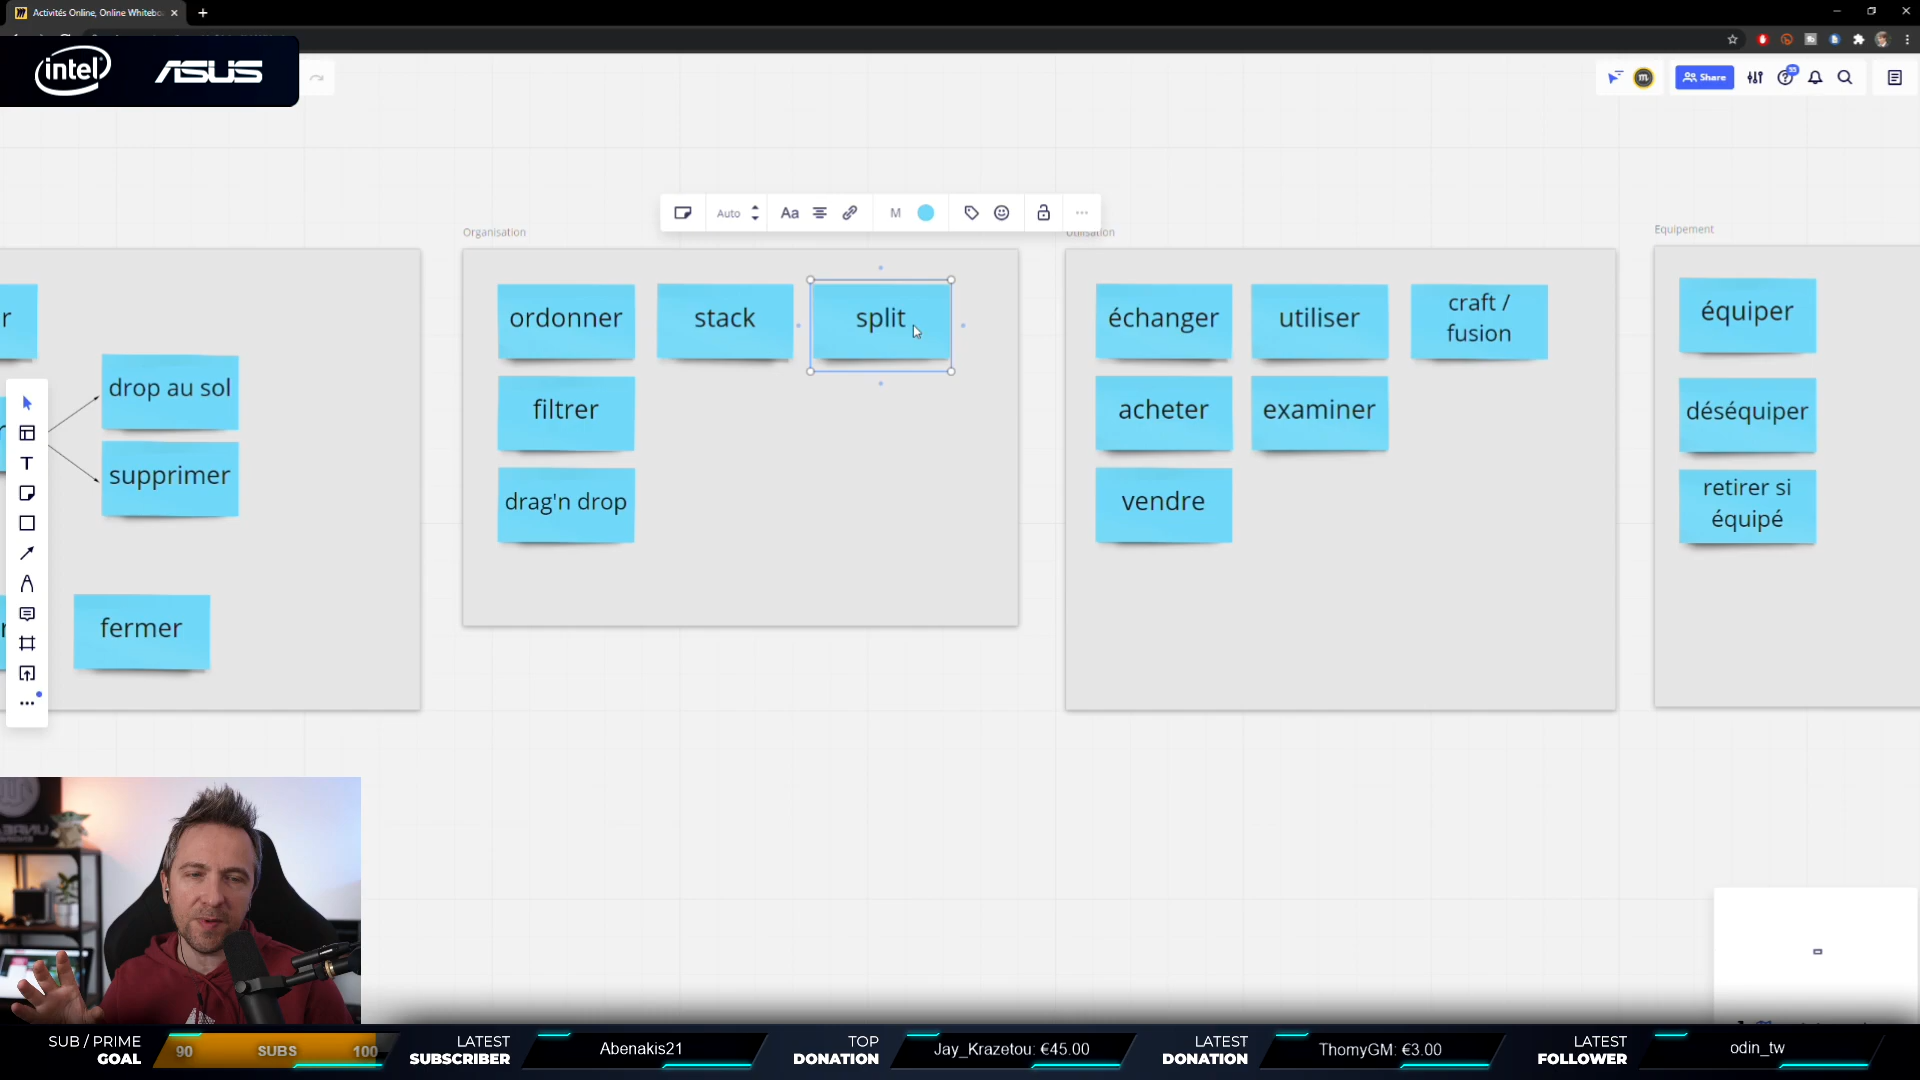 Activités Online, Online Whitebo
intel
ASUS
Share
Auto
Aa
M
Organisation
Utilisation
Equipement
r
drop au sol
supprimer
fermer
ordonner
stack
split
filtrer
drag'n drop
échanger
utiliser
craft /
fusion
acheter
examiner
vendre
équiper
déséquiper
retirer si
équipé
SUB / PRIME
GOAL
90
SUBS
100
LATEST
SUBSCRIBER
Abenakis21
TOP
DONATION
Jay_Krazetou: €45.00
LATEST
DONATION
ThomyGM: €3.00
LATEST
FOLLOWER
odin_tw